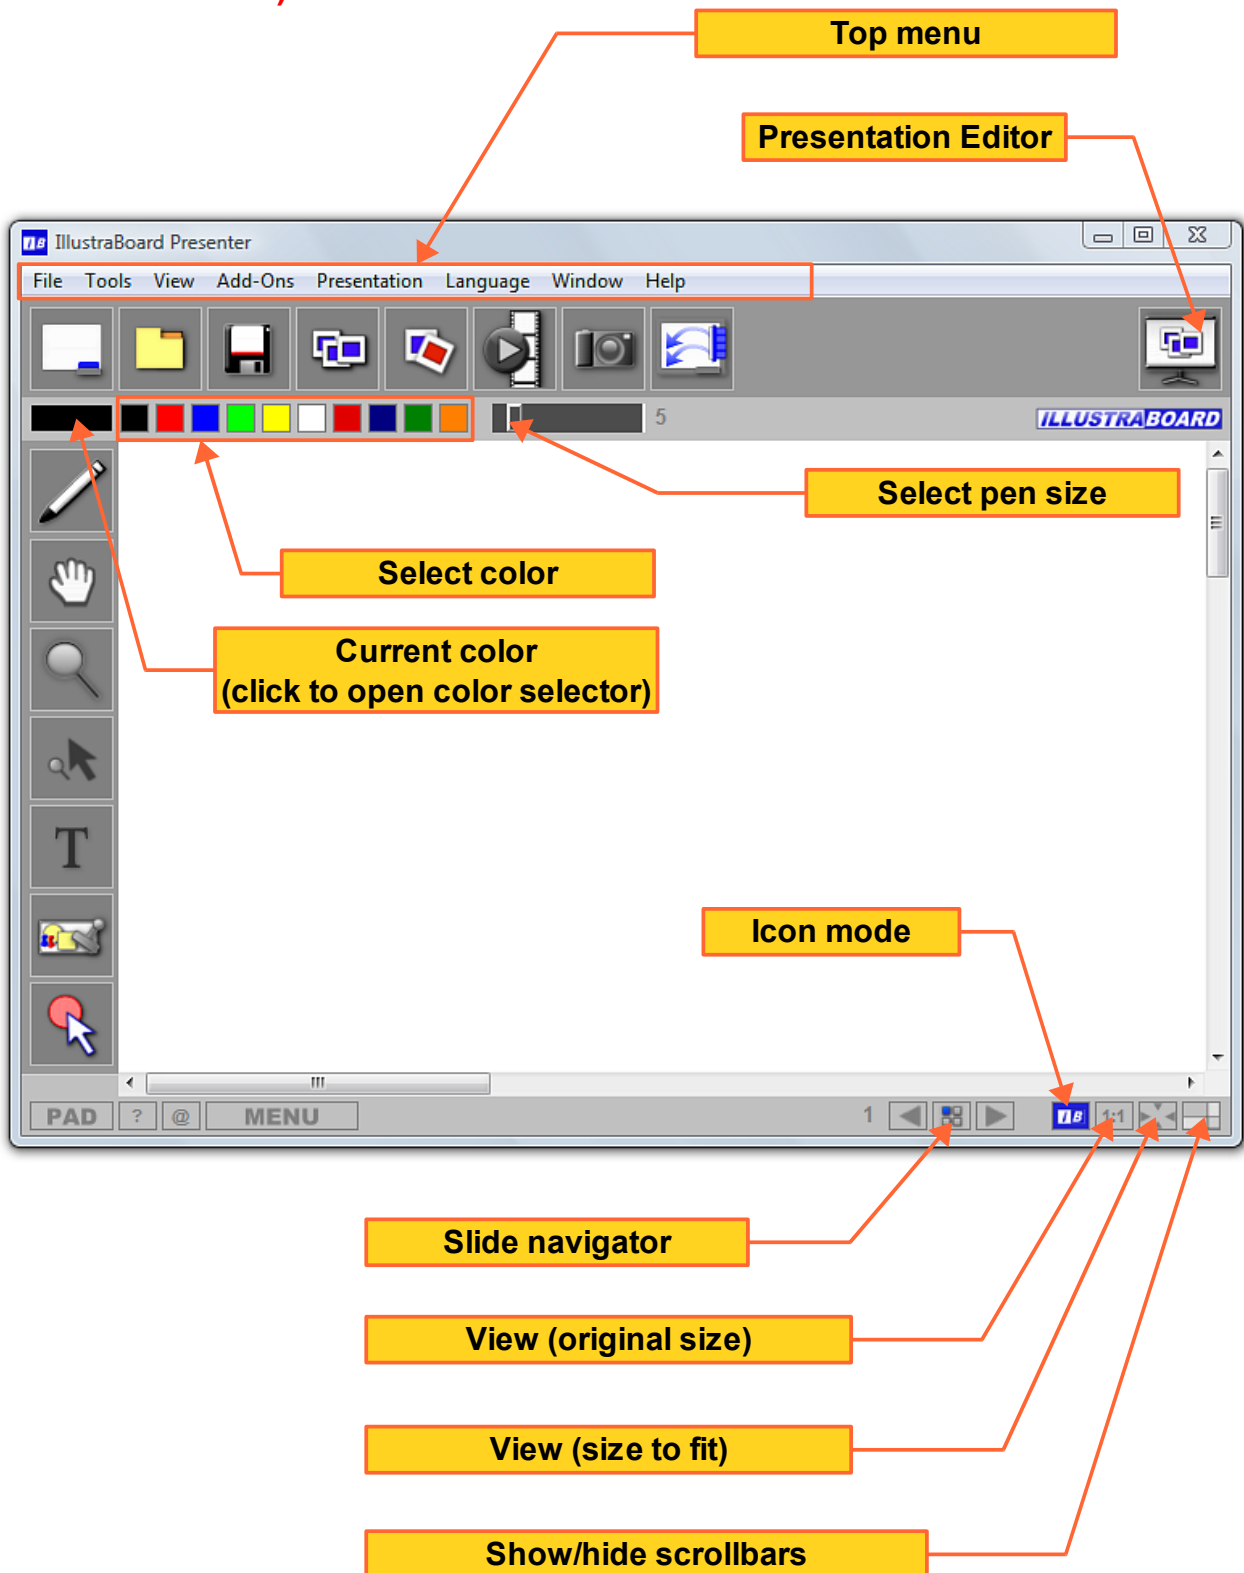 Top menu
Presentation Editor
IB IllustraBoard Presenter
File Tools View Add-Ons Presentation Language Window Help
5
ILLUSTRABOARD
Select pen size
Select color
Current color
(click to open color selector)
T
Icon mode
PAD ? @ MENU 1 IB 1:1
Slide navigator
View (original size)
View (size to fit)
Show/hide scrollbars